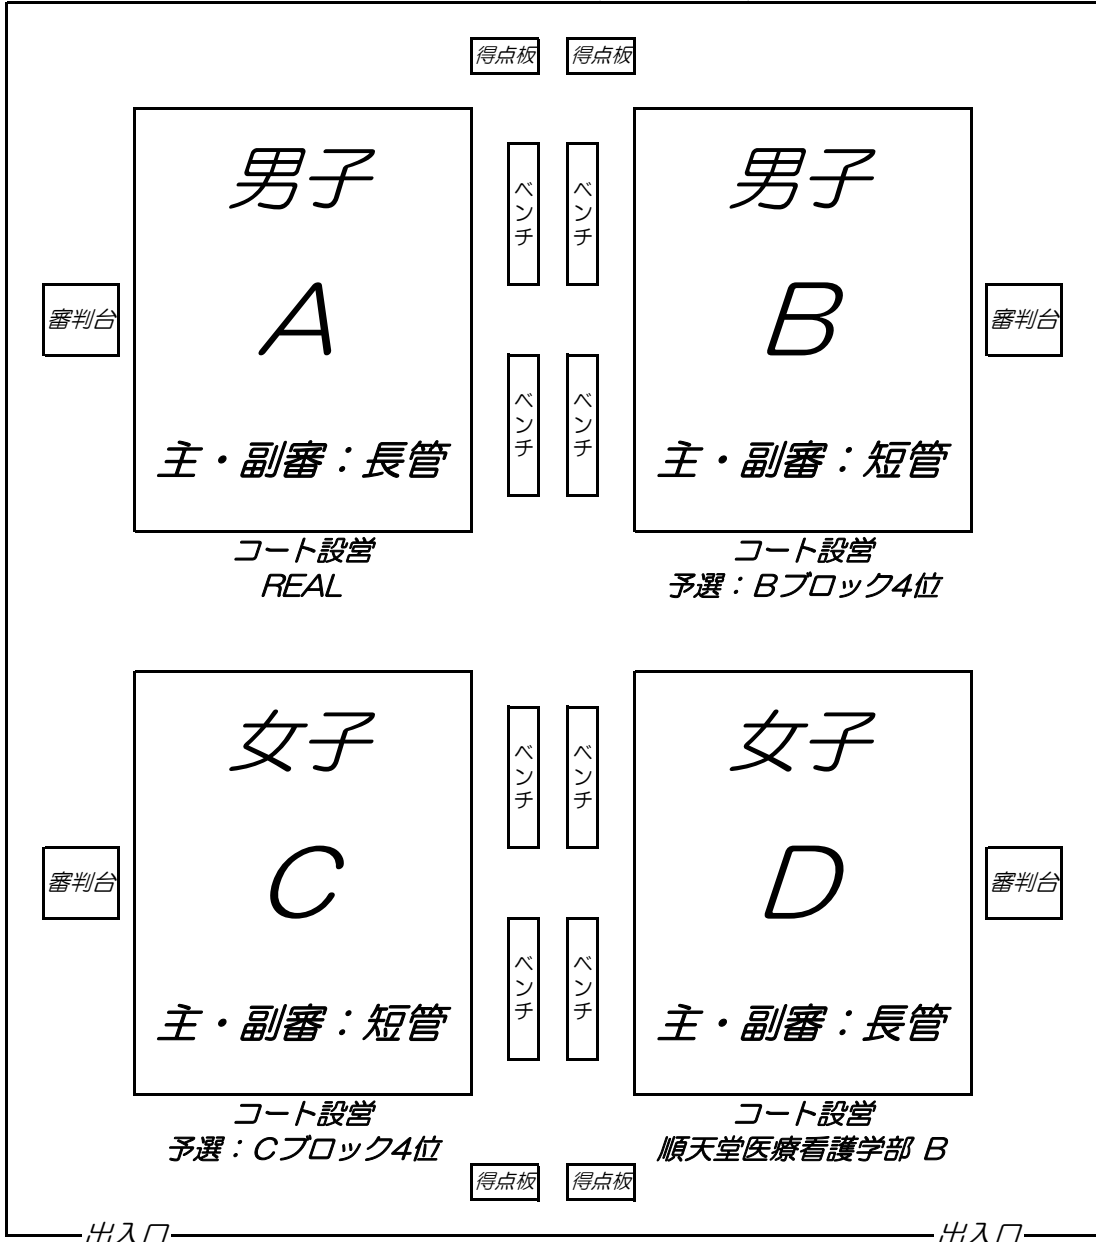 得点板 得点板
男子 男子
ベンチ ベンチ
審判台 A B 審判台
ベンチ ベンチ
主・副審：長管 主・副審：短管
コート設営 コート設営
REAL 予選：Bブロック4位
女子 女子
ベンチ ベンチ
審判台 C D 審判台
ベンチ ベンチ
主・副審：短管 主・副審：長管
コート設営 コート設営
予選：Cブロック4位 順天堂医療看護学部 B
得点板 得点板
出入口 出入口